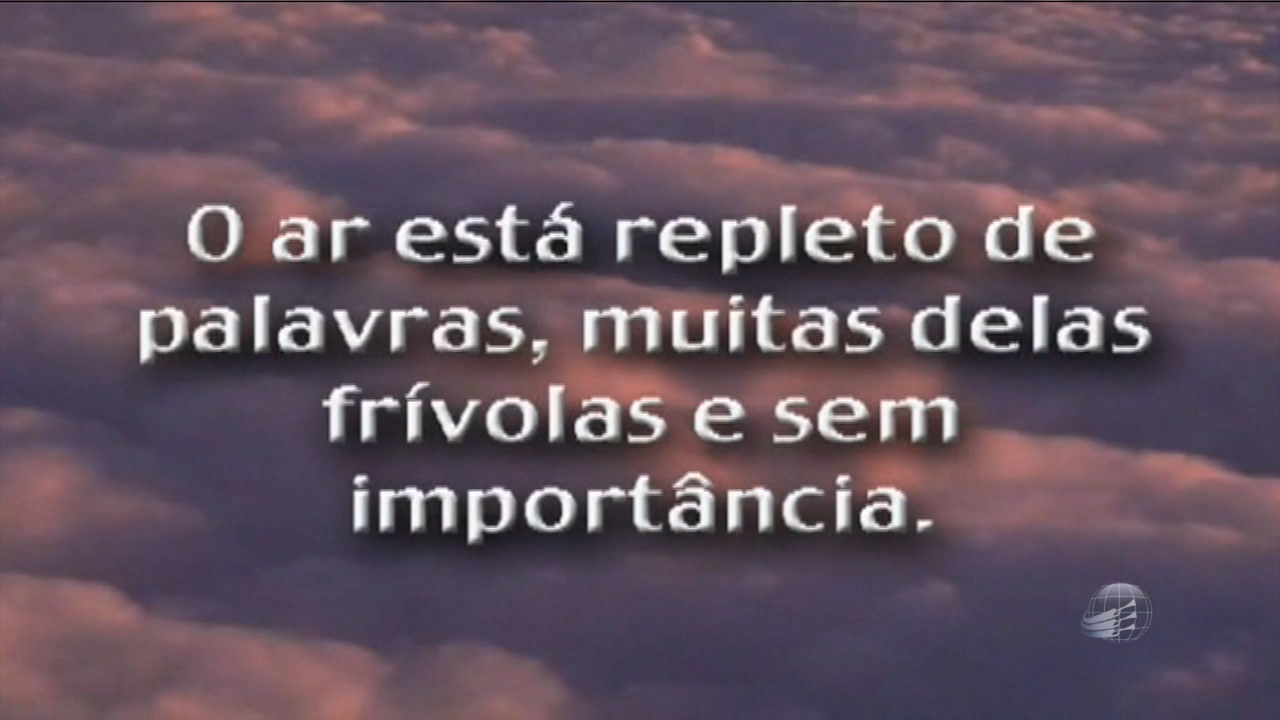 O ar está repleto de
palavras, muitas delas
frívolas e sem
importância.